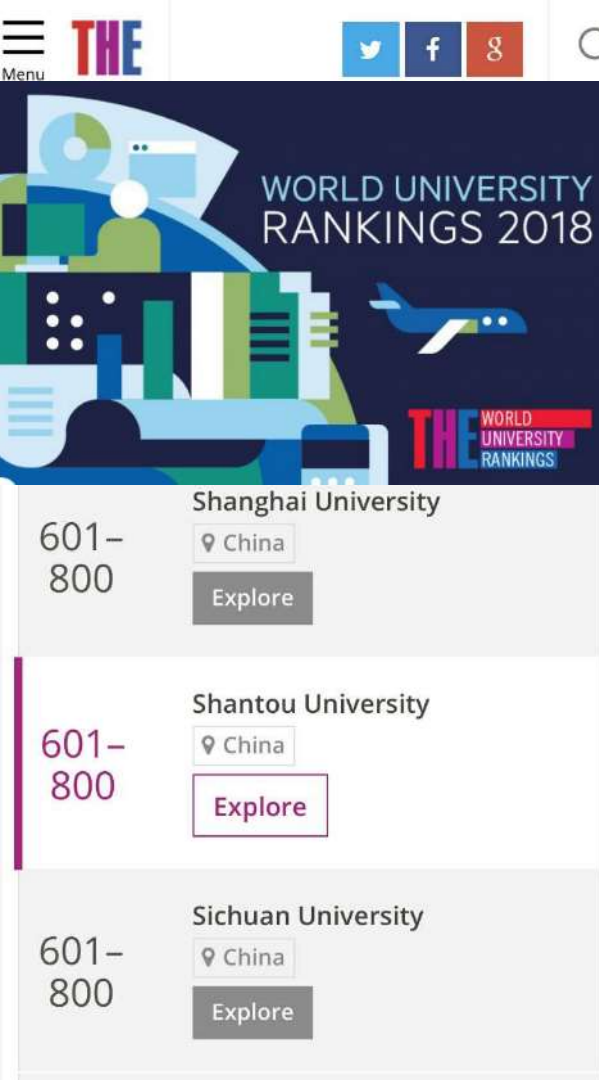 THE
Menu
f
g
WORLD UNIVERSITY
RANKINGS 2018
THE
WORLD
UNIVERSITY
RANKINGS
Shanghai University
601–
800
China
Explore
Shantou University
601–
800
China
Explore
Sichuan University
601–
800
China
Explore